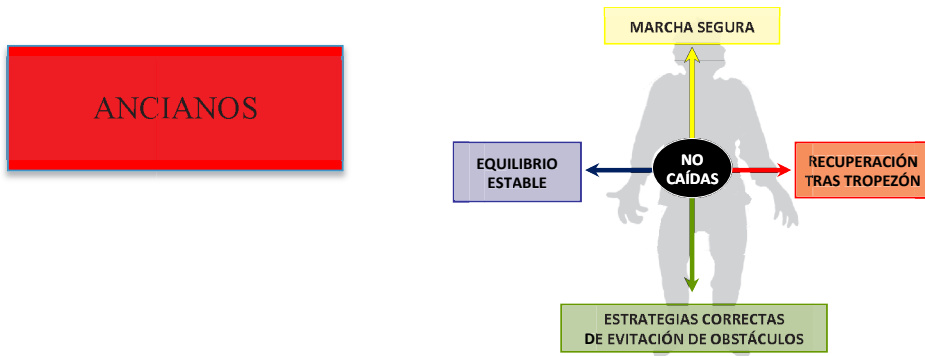 MARCHA SEGURA
ANCIANOS
NO
CAÍDAS
EQUILIBRIO
ESTABLE
RECUPERACIÓN
TRAS TROPEZÓN
ESTRATEGIAS CORRECTAS
DE EVITACIÓN DE OBSTÁCULOS